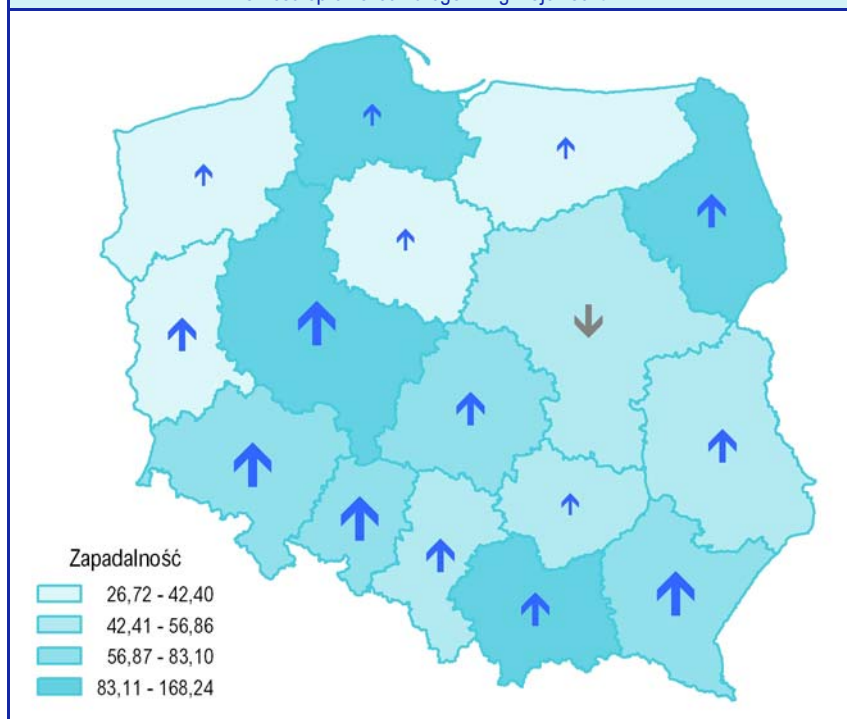 Zapadalność
26,72 - 42,40
42,41 - 56,86
56,87 - 83,10
83,11 - 168,24